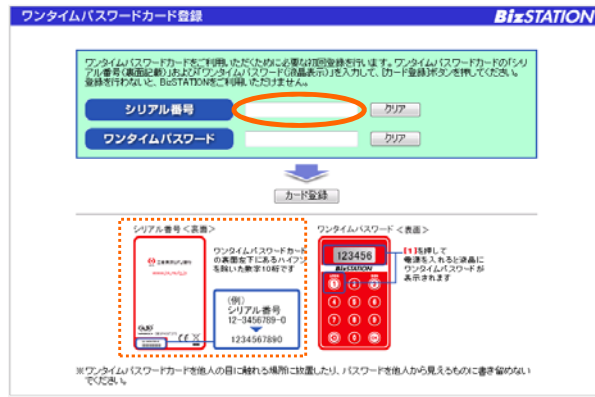 ワンタイムパスワードカード登録
BizSTATION
ワンタイムパスワードカードをご利用いただくために必要な初回登録を行います。ワンタイムパスワードカードの「シリ
アル番号(裏面記載)」および「ワンタイムパスワード(液晶表示)」を入力して、[カード登録]ボタンを押してください。
登録を行わないと、BizSTATIONをご利用いただけません。
シリアル番号
クリア
ワンタイムパスワード
クリア
カード登録
シリアル番号<裏面>
ワンタイムパスワードカード
の裏面左下にあるハイフン
を除いた数字10桁です
(例)
シリアル番号
12-3456789-0
1234567890
ワンタイムパスワード<表面>
123456
BizSTATION
[1]を押して
電源を入れると液晶に
ワンタイムパスワードが
表示されます
※ワンタイムパスワードカードを他人の目に触れる場所に放置したり、パスワードを他人から見えるものに書き留めない
でください。